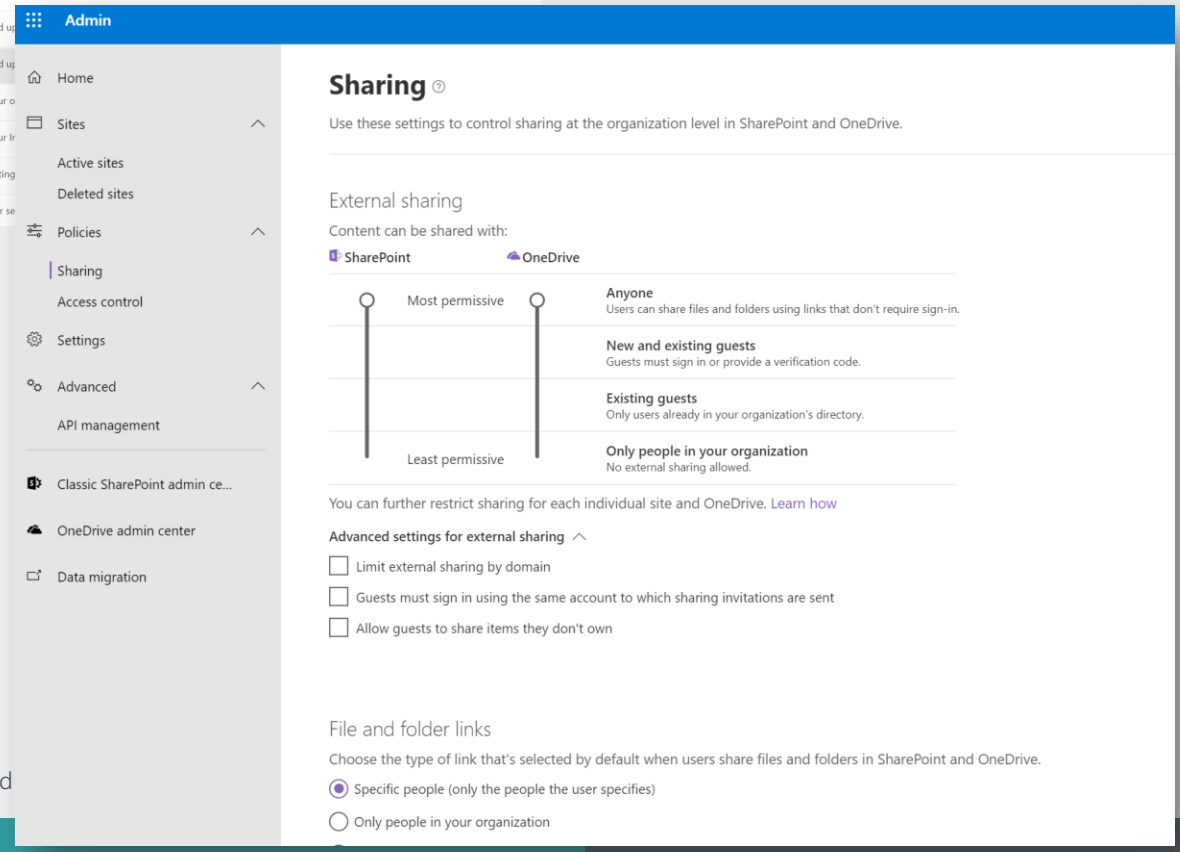 Admin
Home
Sites
Active sites
Deleted sites
Policies
Sharing
Access control
Settings
Advanced
API management
Classic SharePoint admin ce...
OneDrive admin center
Data migration
Sharing
Use these settings to control sharing at the organization level in SharePoint and OneDrive.
External sharing
Content can be shared with:
SharePoint
OneDrive
Most permissive
Anyone
Users can share files and folders using links that don't require sign-in.
New and existing guests
Guests must sign in or provide a verification code.
Existing guests
Only users already in your organization's directory.
Least permissive
Only people in your organization
No external sharing allowed.
You can further restrict sharing for each individual site and OneDrive. Learn how
Advanced settings for external sharing
Limit external sharing by domain
Guests must sign in using the same account to which sharing invitations are sent
Allow guests to share items they don't own
File and folder links
Choose the type of link that's selected by default when users share files and folders in SharePoint and OneDrive.
Specific people (only the people the user specifies)
Only people in your organization